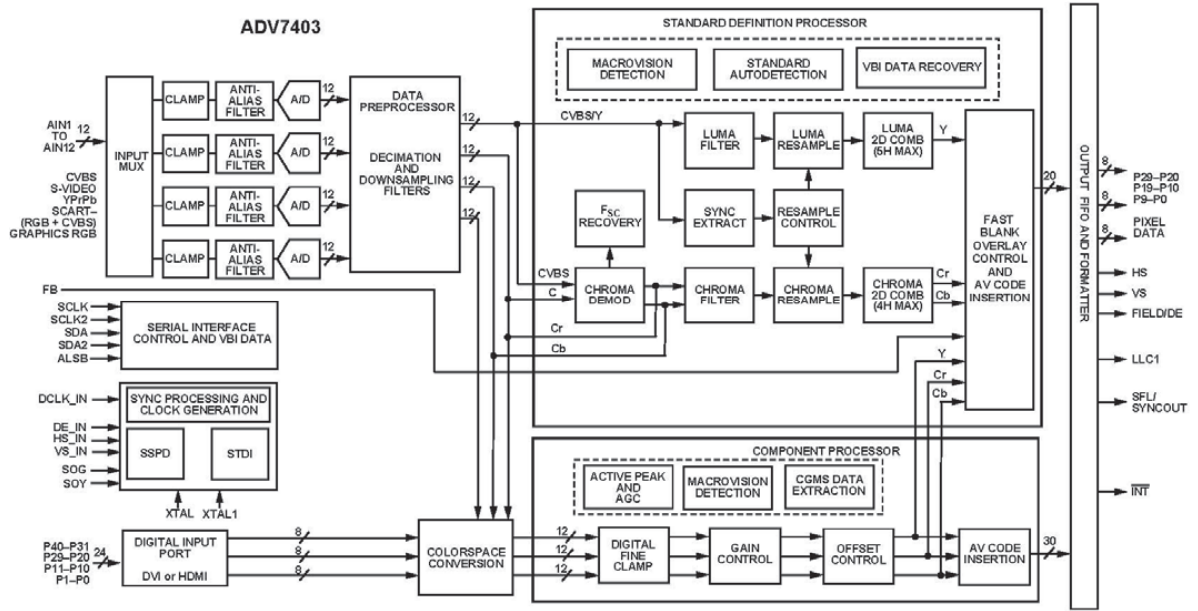 ADV7403
STANDARD DEFINITION PROCESSOR
MACROVISION
DETECTION
STANDARD
AUTODETECTION
VBI DATA RECOVERY
AIN1
TO
AIN12
12
CVBS
S-VIDEO
YPrPb
SCART–
(RGB + CVBS)
GRAPHICS RGB
INPUT
MUX
CLAMP
ANTI-
ALIAS
FILTER
A/D
12
CLAMP
ANTI-
ALIAS
FILTER
A/D
12
CLAMP
ANTI-
ALIAS
FILTER
A/D
12
CLAMP
ANTI-
ALIAS
FILTER
A/D
12
DATA
PREPROCESSOR
DECIMATION
AND
DOWNSAMPLING
FILTERS
12
12
12
12
CVBS/Y
LUMA
FILTER
LUMA
RESAMPLE
LUMA
2D COMB
(5H MAX)
Y
FSC
RECOVERY
SYNC
EXTRACT
RESAMPLE
CONTROL
CVBS
C
CHROMA
DEMOD
CHROMA
FILTER
CHROMA
RESAMPLE
CHROMA
2D COMB
(4H MAX)
Cr
Cb
Cr
Cb
Y
Cr
Cb
FAST
BLANK
OVERLAY
CONTROL
AND
AV CODE
INSERTION
20
OUTPUT FIFO AND FORMATTER
8
8
8
P29–P20
P19–P10
P9–P0
PIXEL
DATA
HS
VS
FIELD/DE
LLC1
SFL/
SYNCOUT
INT
FB
SCLK
SCLK2
SDA
SDA2
ALSB
SERIAL INTERFACE
CONTROL AND VBI DATA
DCLK_IN
DE_IN
HS_IN
VS_IN
SOG
SOY
SYNC PROCESSING AND
CLOCK GENERATION
SSPD
STDI
XTAL
XTAL1
COMPONENT PROCESSOR
ACTIVE PEAK
AND
AGC
MACROVISION
DETECTION
CGMS DATA
EXTRACTION
P40–P31
P29–P20
P11–P10
P1–P0
24
DIGITAL INPUT
PORT
DVI or HDMI
8
8
8
COLORSPACE
CONVERSION
12
12
12
DIGITAL
FINE
CLAMP
GAIN
CONTROL
OFFSET
CONTROL
AV CODE
INSERTION
30